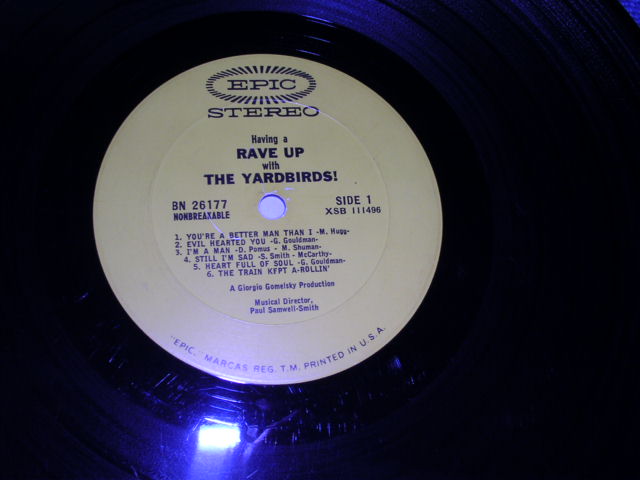 EPIC
STEREO
Having a
RAVE UP
with
THE YARDBIRDS!
BN 26177 SIDE 1
NONBREAXABLE XSB 111496
1. YOU'RE A BETTER MAN THAN I -M. Hugg-
2. EVIL HEARTED YOU -G. Gouldman-
3. I'M A MAN -D. Pomus - M. Shuman-
4. STILL I'M SAD -S. Smith - McCarthy-
5. HEART FULL OF SOUL -G. Gouldman-
6. THE TRAIN KFPT A-ROLLIN'
A Giorgio Gomelsky Production
Musical Director,
Paul Samwell-Smith
"EPIC," MARCAS REG. T.M. PRINTED IN U.S.A.